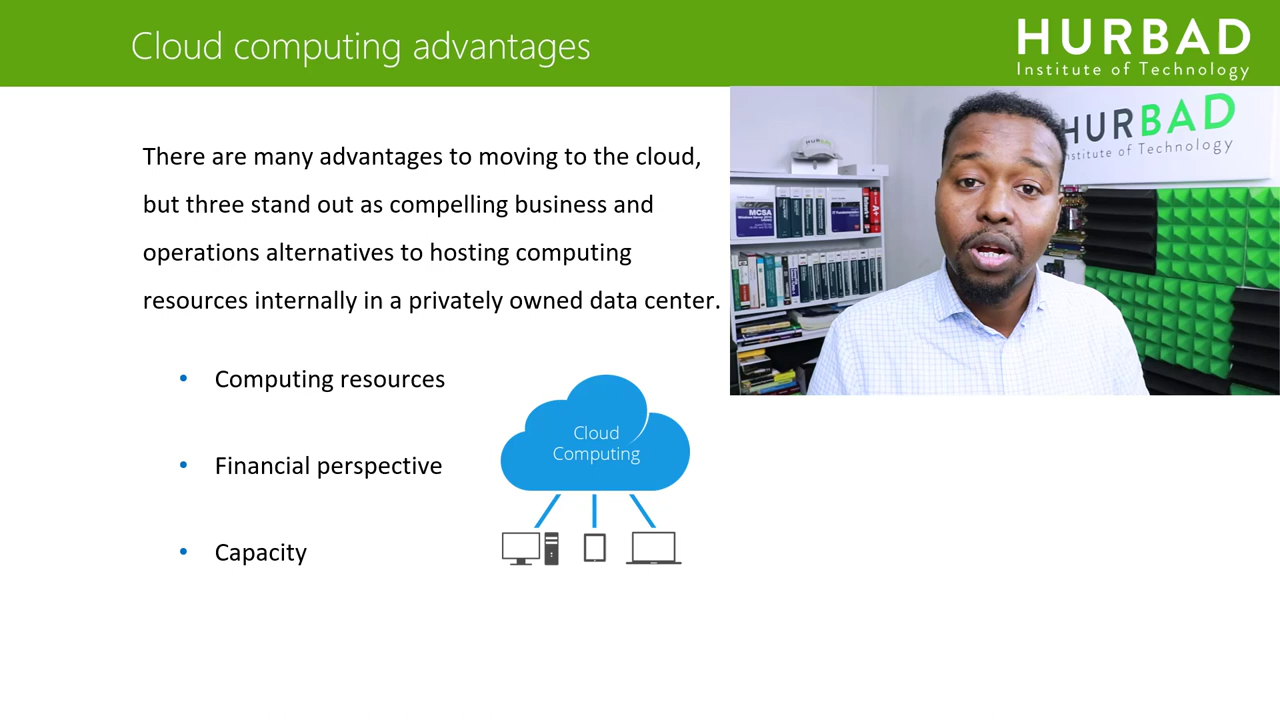 Cloud computing advantages
HURBAD
Institute of Technology
There are many advantages to moving to the cloud,
but three stand out as compelling business and
operations alternatives to hosting computing
resources internally in a privately owned data center.
• Computing resources
• Financial perspective
• Capacity
Cloud
Computing
HURBAD
Institute of Technology
HURBAD
MCSA
A+